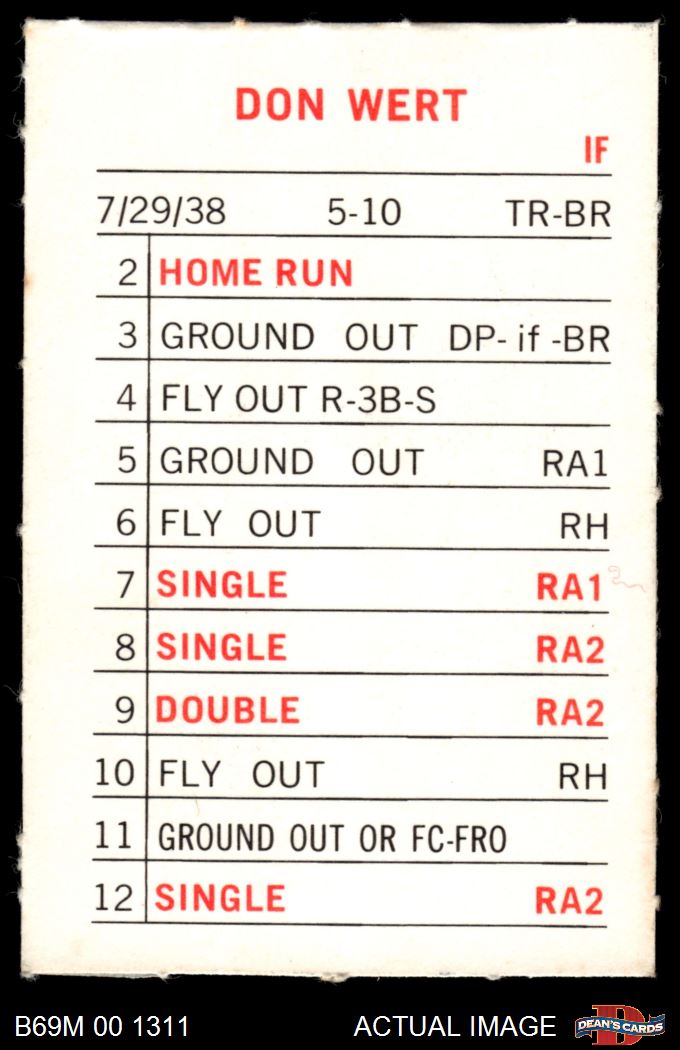 DON WERT
IF
7/29/38 5-10 TR-BR
2 HOME RUN
3 GROUND OUT DP- if -BR
4 FLY OUT R-3B-S
5 GROUND OUT RA1
6 FLY OUT RH
7 SINGLE RA1
8 SINGLE RA2
9 DOUBLE RA2
10 FLY OUT RH
11 GROUND OUT OR FC-FRO
12 SINGLE RA2
B69M 00 1311 ACTUAL IMAGE D DEAN'S CARDS